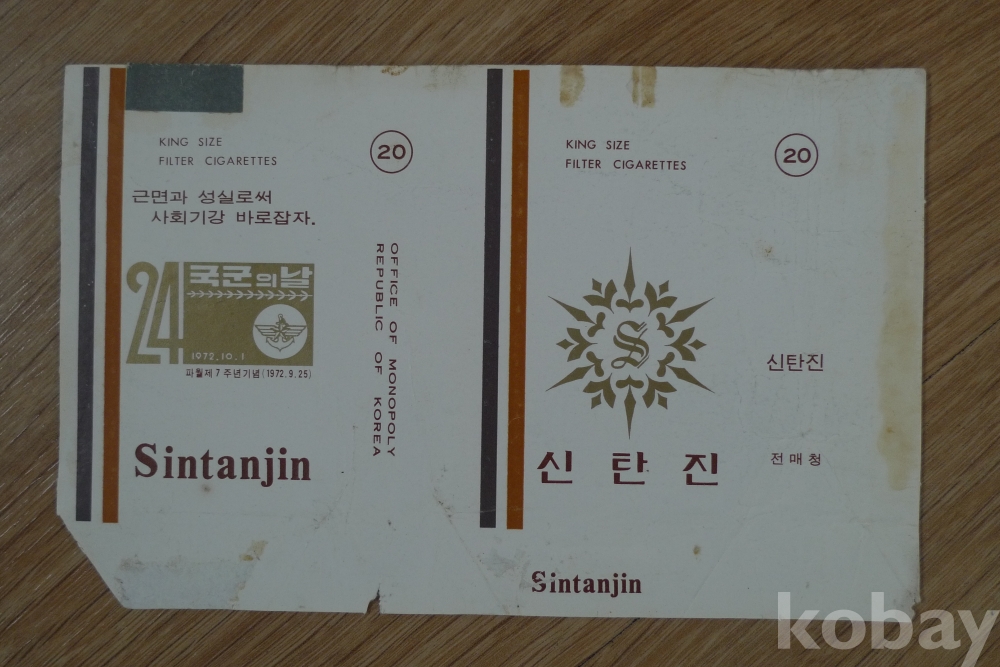 KING SIZE
FILTER CIGARETTES
20
근면과 성실로써
사회기강 바로잡자.
24
국군의날
1972.10.1
파월제 7 주년기념(1972.9.25)
Sintanjin
OFFICE OF MONOPOLY
REPUBLIC OF KOREA
KING SIZE
FILTER CIGARETTES
20
S
신탄진
신탄진
전매청
Sintanjin
kobay